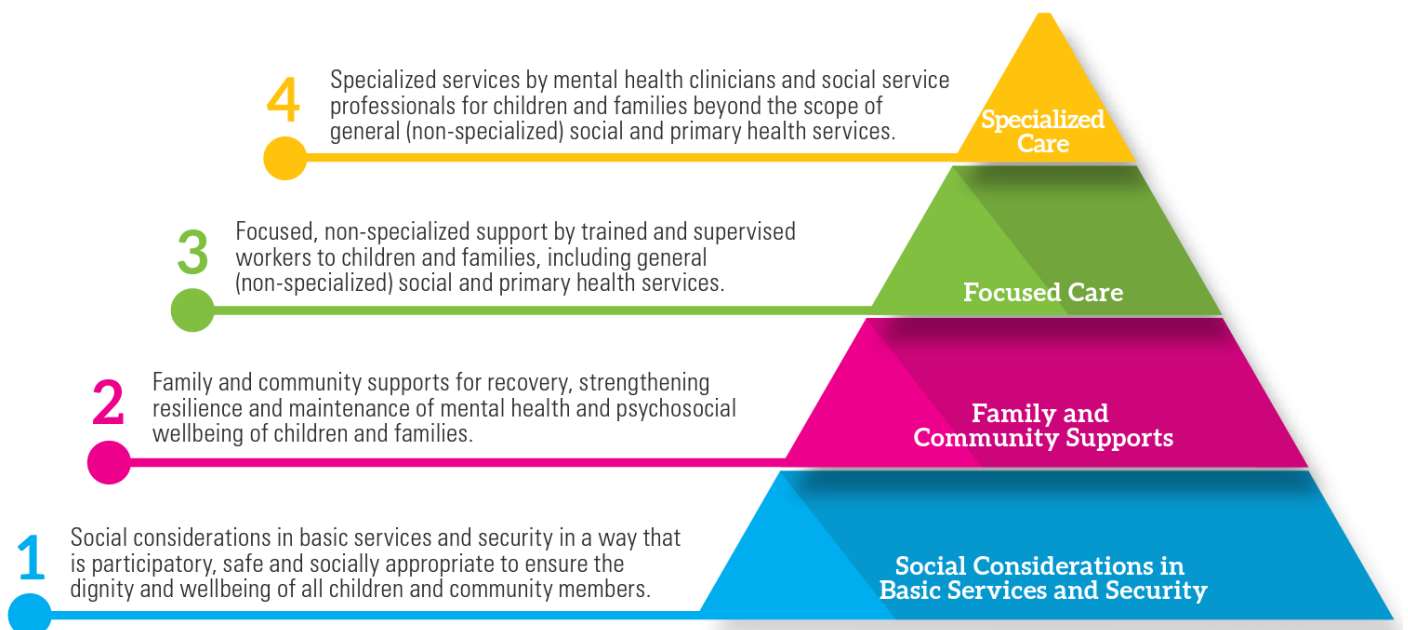 4
Specialized services by mental health clinicians and social service
professionals for children and families beyond the scope of
general (non-specialized) social and primary health services.
Specialized
Care
3
Focused, non-specialized support by trained and supervised
workers to children and families, including general
(non-specialized) social and primary health services.
Focused Care
2
Family and community supports for recovery, strengthening
resilience and maintenance of mental health and psychosocial
wellbeing of children and families.
Family and
Community Supports
1
Social considerations in basic services and security in a way that
is participatory, safe and socially appropriate to ensure the
dignity and wellbeing of all children and community members.
Social Considerations in
Basic Services and Security